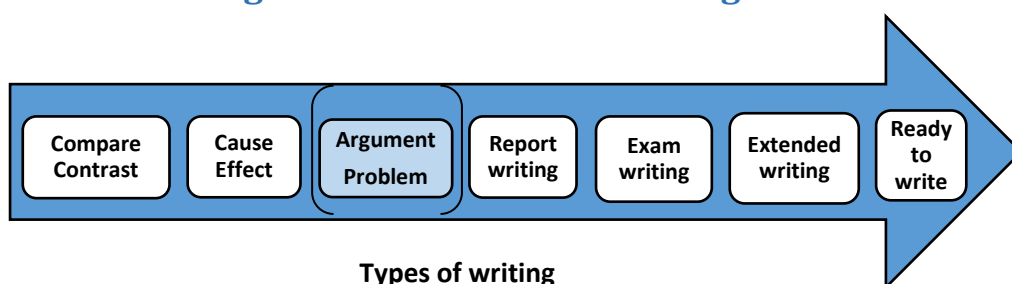 Compare
Contrast
Cause
Effect
Argument
Problem
Report
writing
Exam
writing
Extended
writing
Ready
to
write
Types of writing